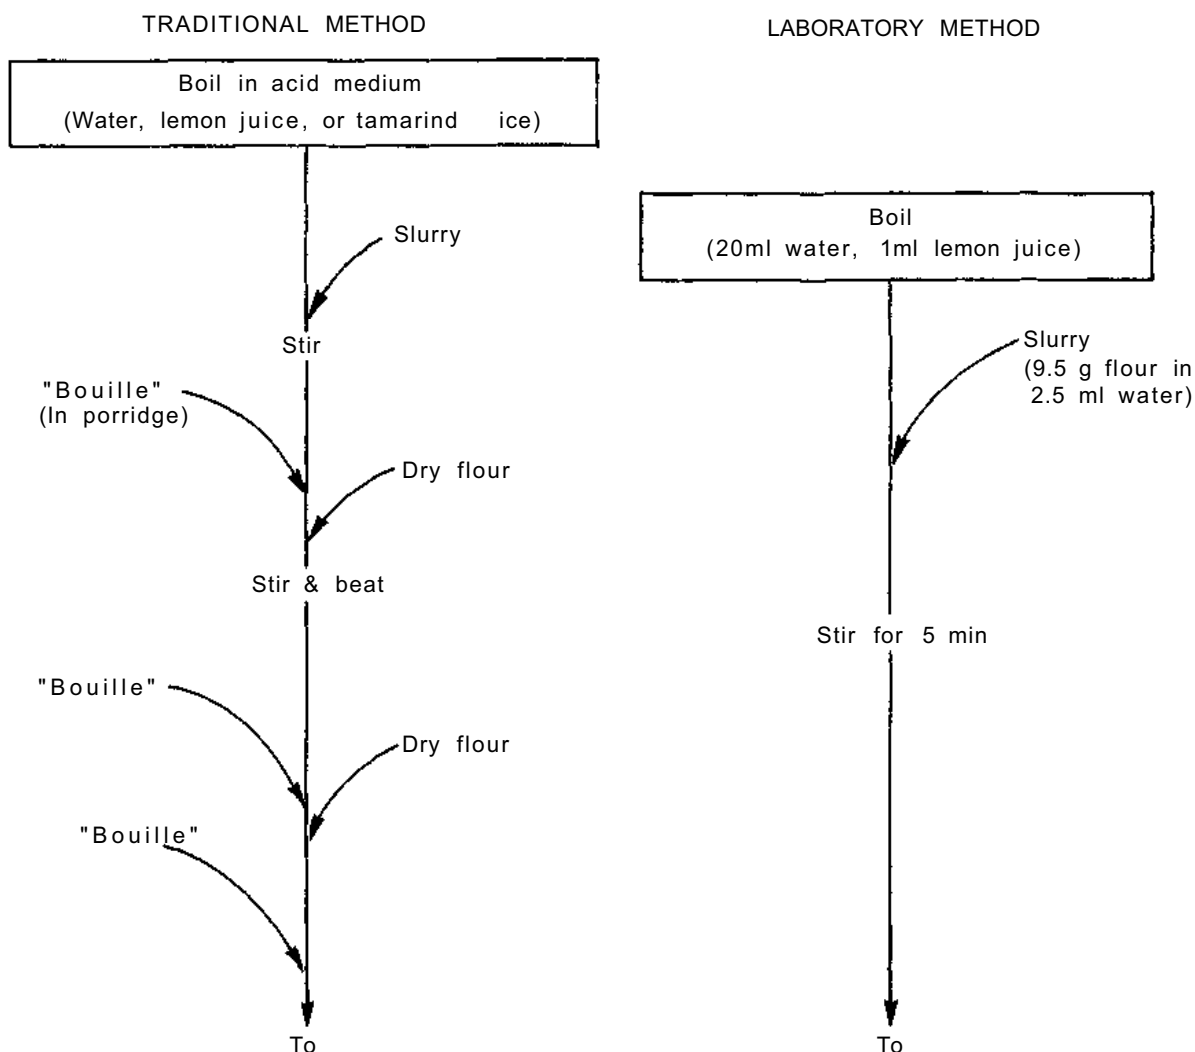 TRADITIONAL METHOD
Boil in acid medium
(Water, lemon juice, or tamarind ice)
Slurry
Stir
"Bouille"
(In porridge)
Dry flour
Stir & beat
"Bouille"
Dry flour
"Bouille"
To
LABORATORY METHOD
Boil
(20ml water, 1ml lemon juice)
Slurry
(9.5 g flour in
2.5 ml water)
Stir for 5 min
To